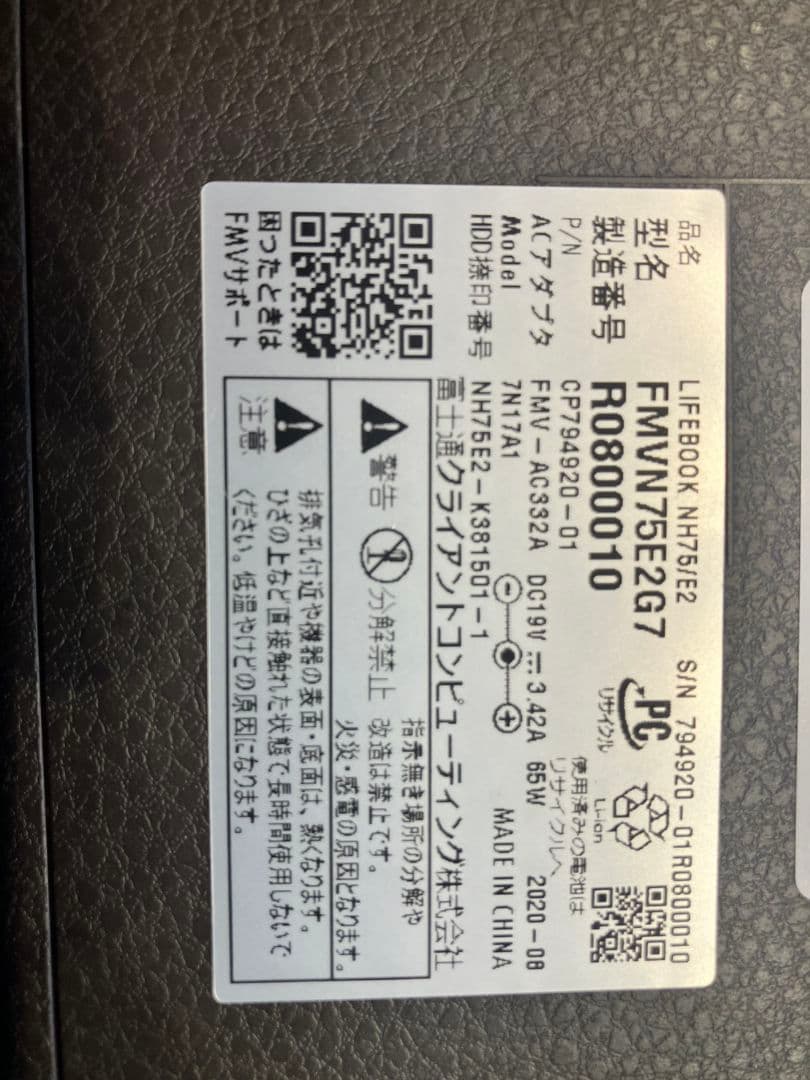 品名 LIFEBOOK NH75/E2 S/N 794920-01R0800010
型名 FMVN75E2G7
製造番号 R0800010
PC リサイクル
Li-ion
使用済みの電池は
リサイクルへ
P/N CP794920-01
ACアダプタ FMV-AC332A DC19V 3.42A 65W 2020-08
Model 7N17A1 MADE IN CHINA
HDD捺印番号 NH75E2-K381501-1
富士通クライアントコンピューティング株式会社
困ったときは
FMVサポート
警告 分解禁止
指示無き場所の分解や
改造は禁止です。
火災・感電の原因となります。
注意
排気孔付近や機器の表面・底面は、熱くなります。
ひざの上など直接触れた状態で長時間使用しないで
ください。低温やけどの原因になります。